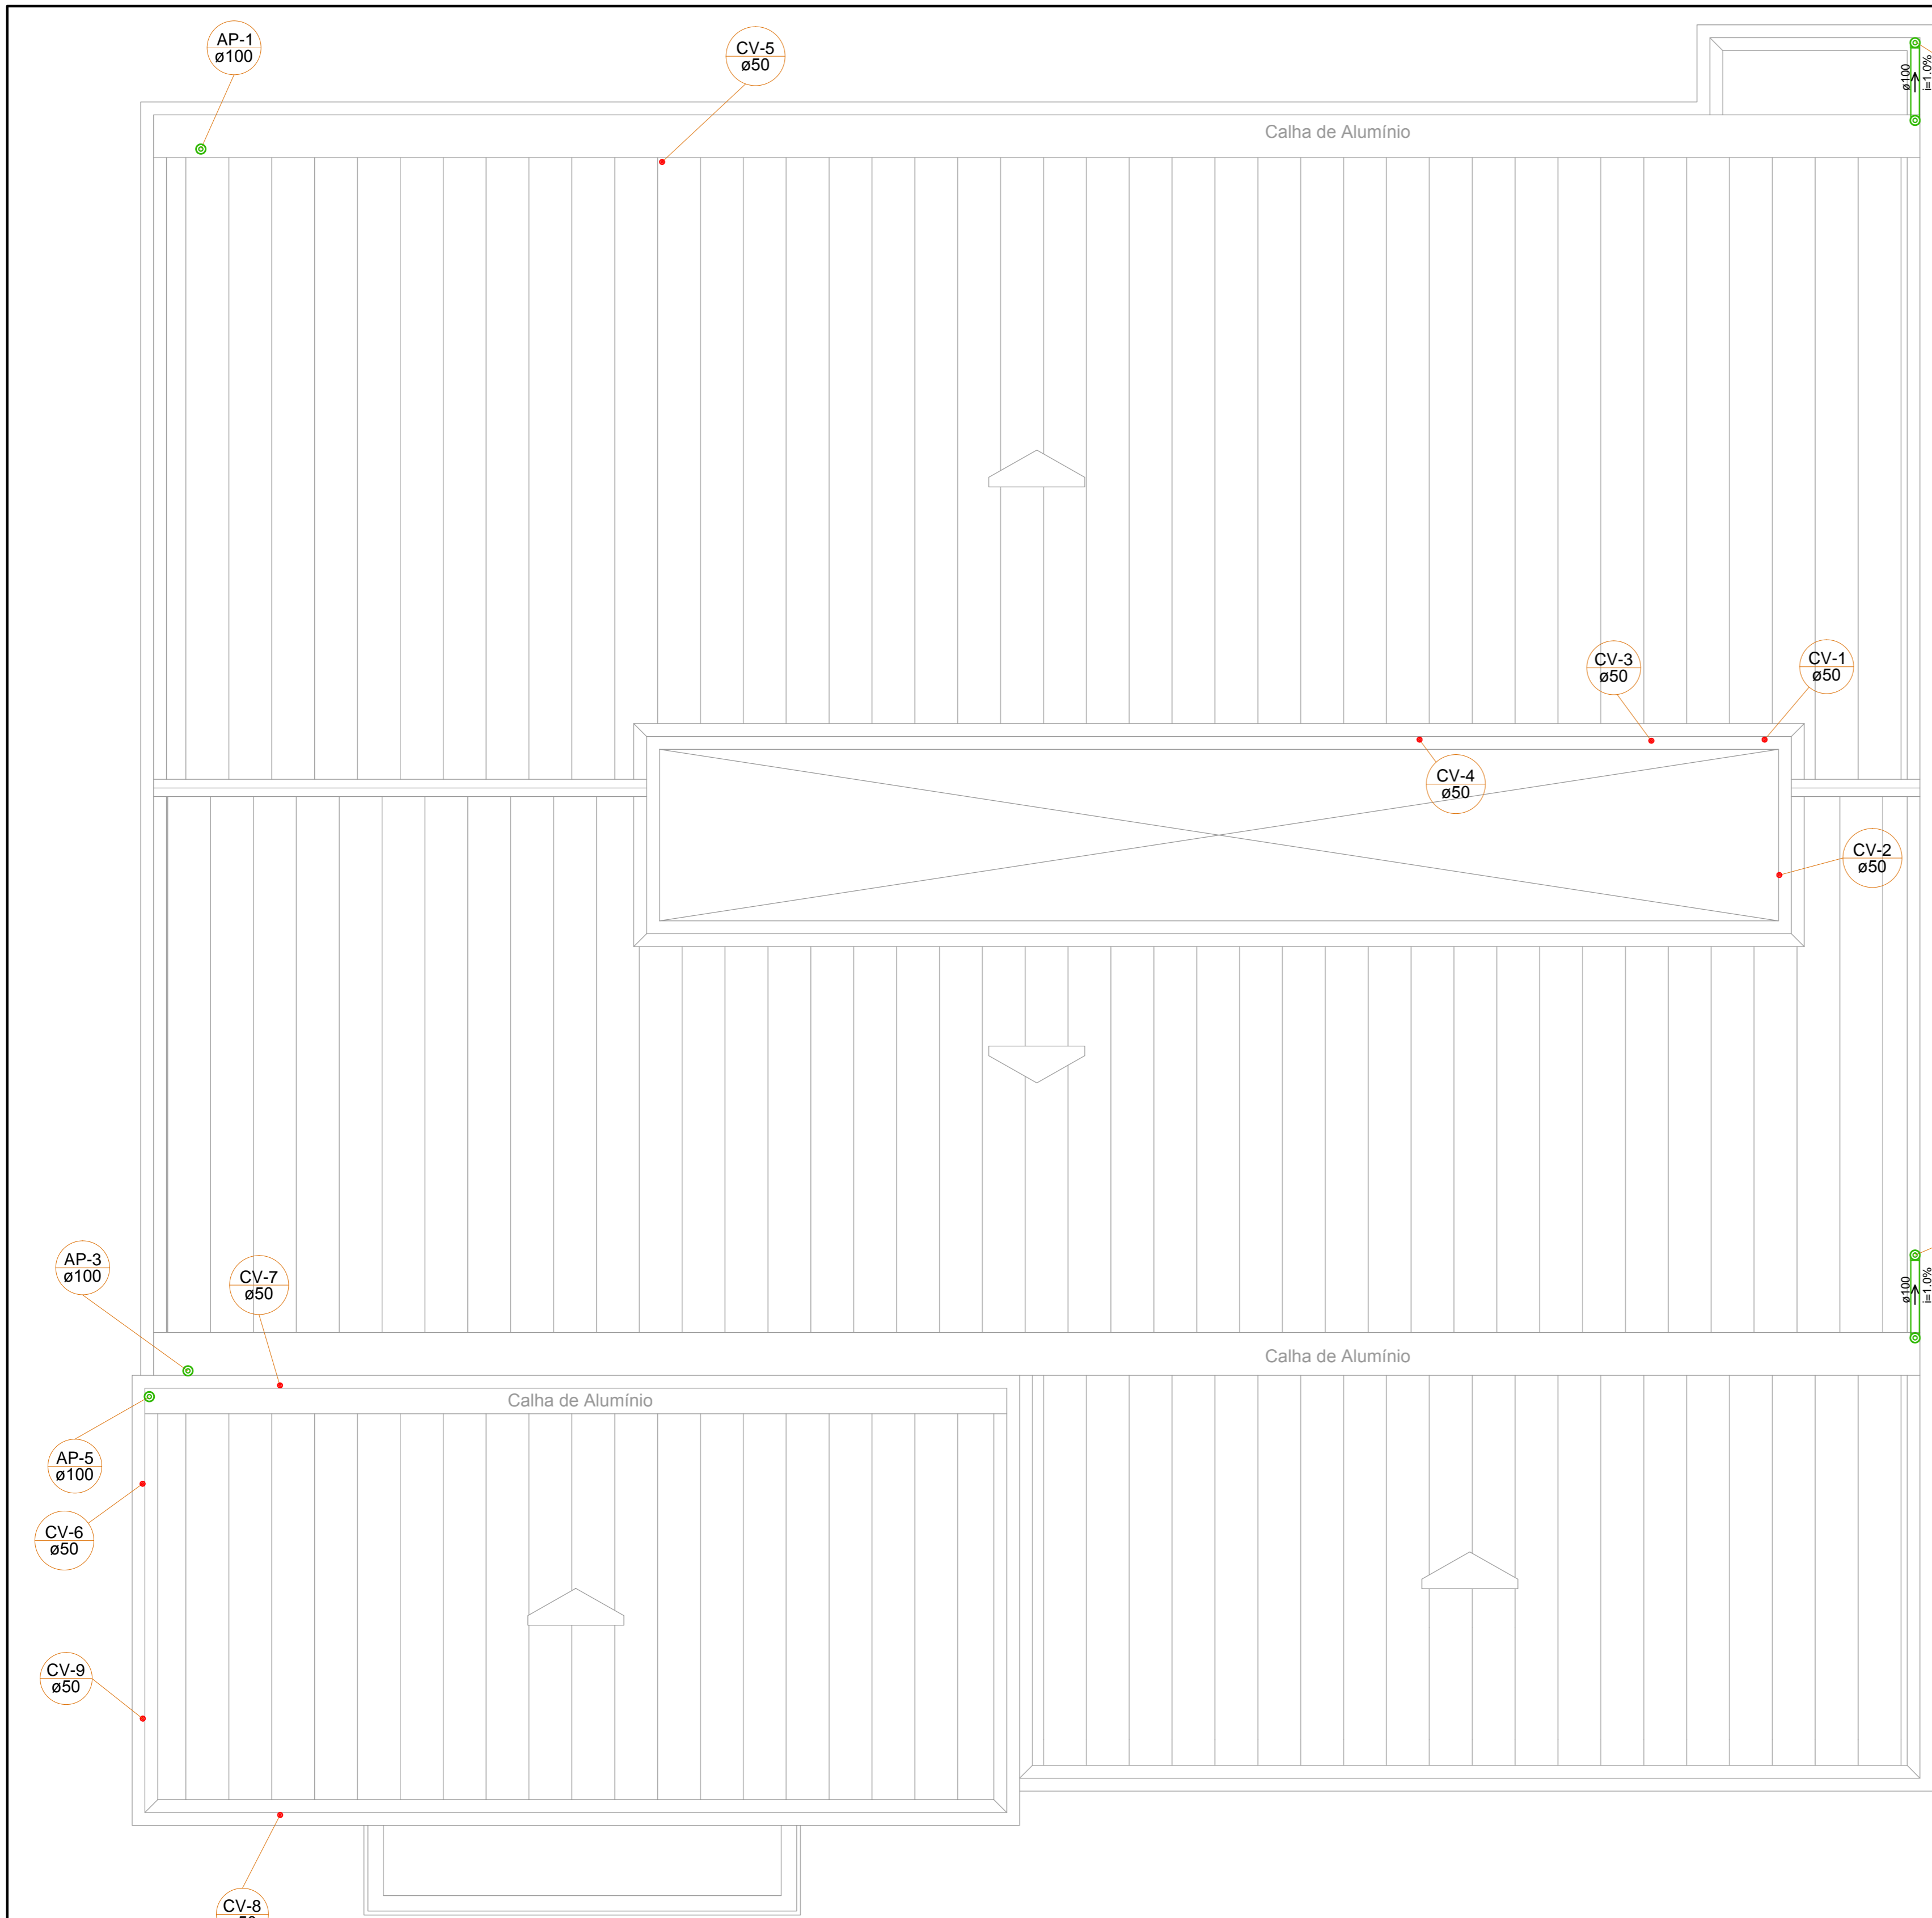 AP-1
ø100
CV-5
ø50
ø100
i=1.0%
Calha de Alumínio
CV-3
ø50
CV-1
ø50
CV-4
ø50
CV-2
ø50
AP-3
ø100
CV-7
ø50
ø100
i=1.0%
Calha de Alumínio
Calha de Alumínio
AP-5
ø100
CV-6
ø50
CV-9
ø50
CV-8